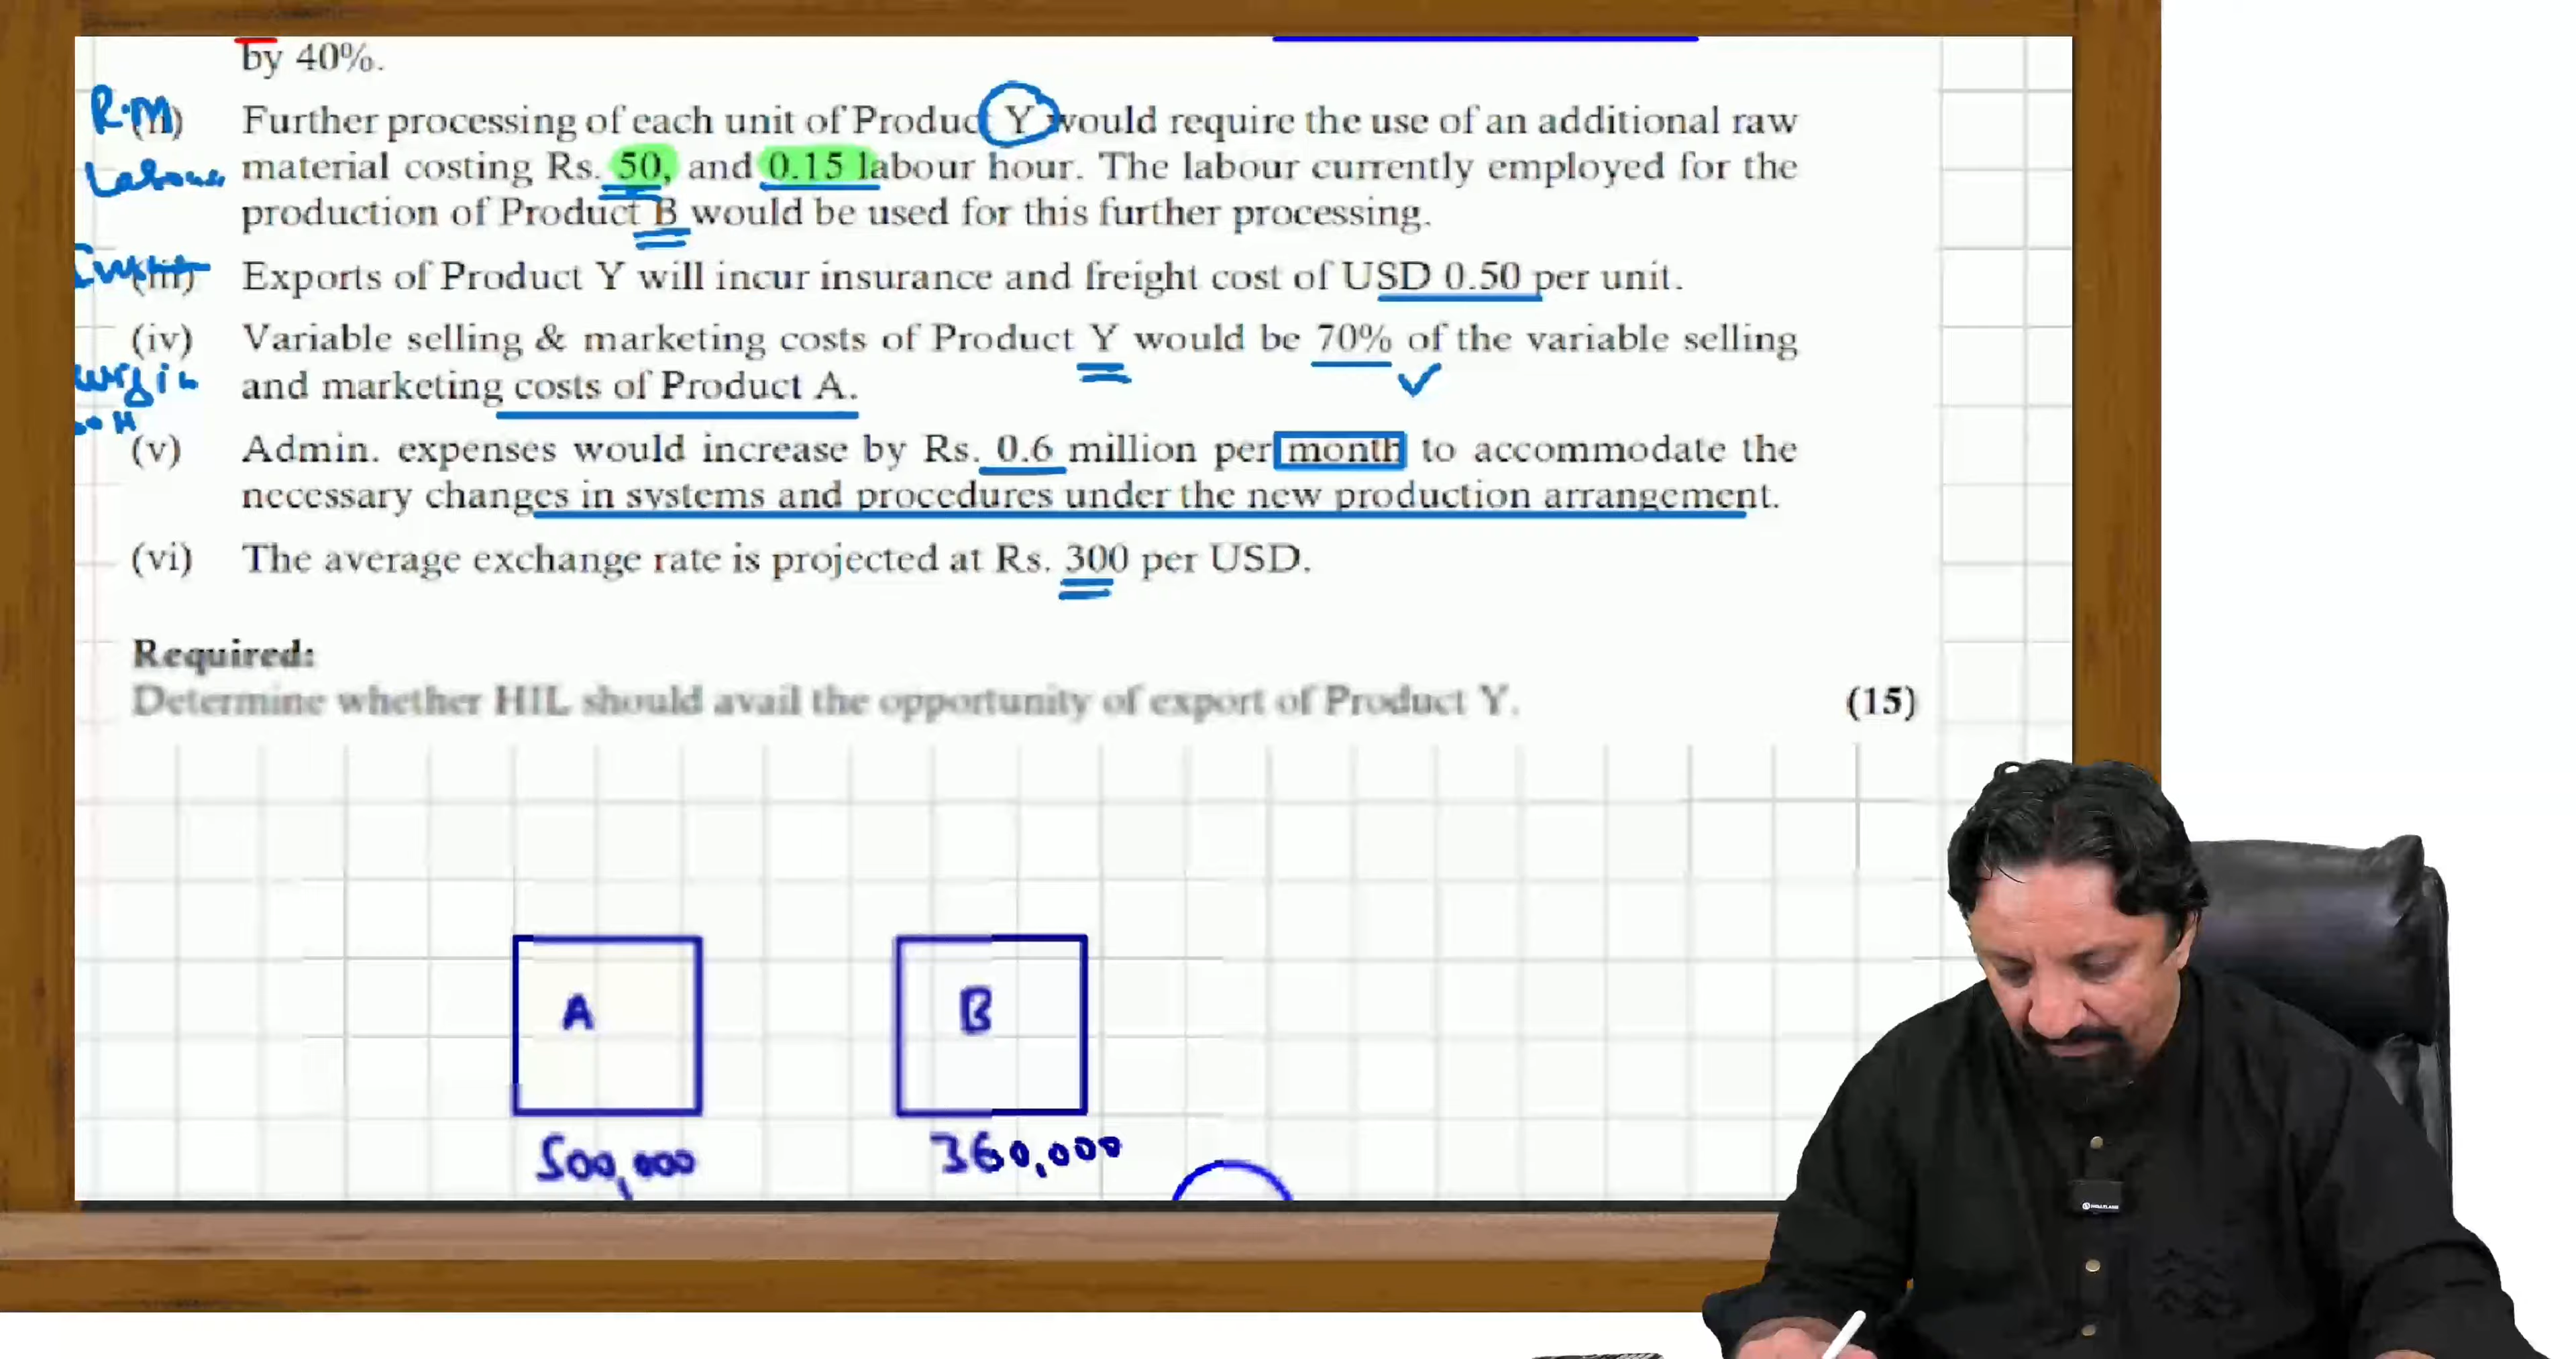 by 40%.
R.M
(ii) Further processing of each unit of Product Y would require the use of an additional raw
Labour material costing Rs. 50, and 0.15 labour hour. The labour currently employed for the
production of Product B would be used for this further processing.
(iii) Exports of Product Y will incur insurance and freight cost of USD 0.50 per unit.
(iv) Variable selling & marketing costs of Product Y would be 70% of the variable selling
and marketing costs of Product A.
(v) Admin. expenses would increase by Rs. 0.6 million per month to accommodate the
necessary changes in systems and procedures under the new production arrangement.
(vi) The average exchange rate is projected at Rs. 300 per USD.
Required:
Determine whether HIL should avail the opportunity of export of Product Y. (15)
A B
500,000 360,000